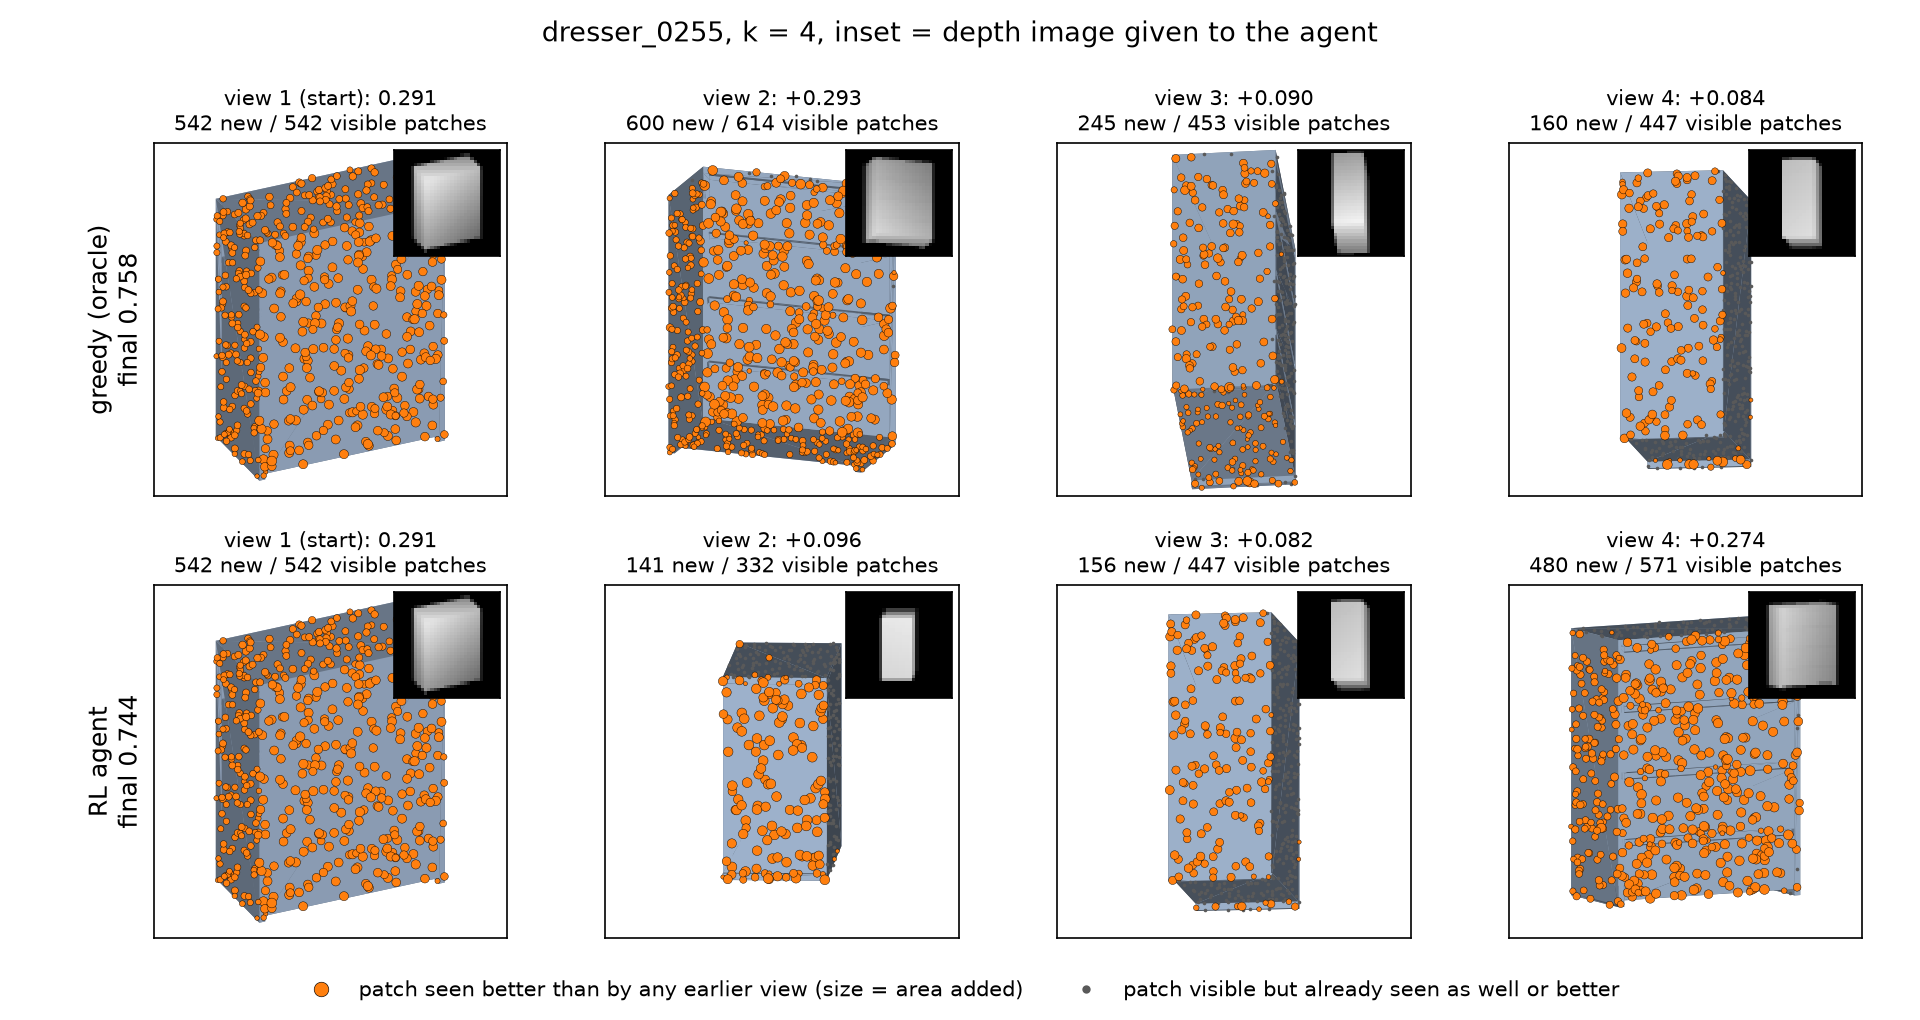 dresser_0255, k = 4, inset = depth image given to the agent
view 1 (start): 0.291
542 new / 542 visible patches
view 2: +0.293
600 new / 614 visible patches
view 3: +0.090
245 new / 453 visible patches
view 4: +0.084
160 new / 447 visible patches
greedy (oracle)
final 0.758
view 1 (start): 0.291
542 new / 542 visible patches
view 2: +0.096
141 new / 332 visible patches
view 3: +0.082
156 new / 447 visible patches
view 4: +0.274
480 new / 571 visible patches
RL agent
final 0.744
patch seen better than by any earlier view (size = area added)
patch visible but already seen as well or better